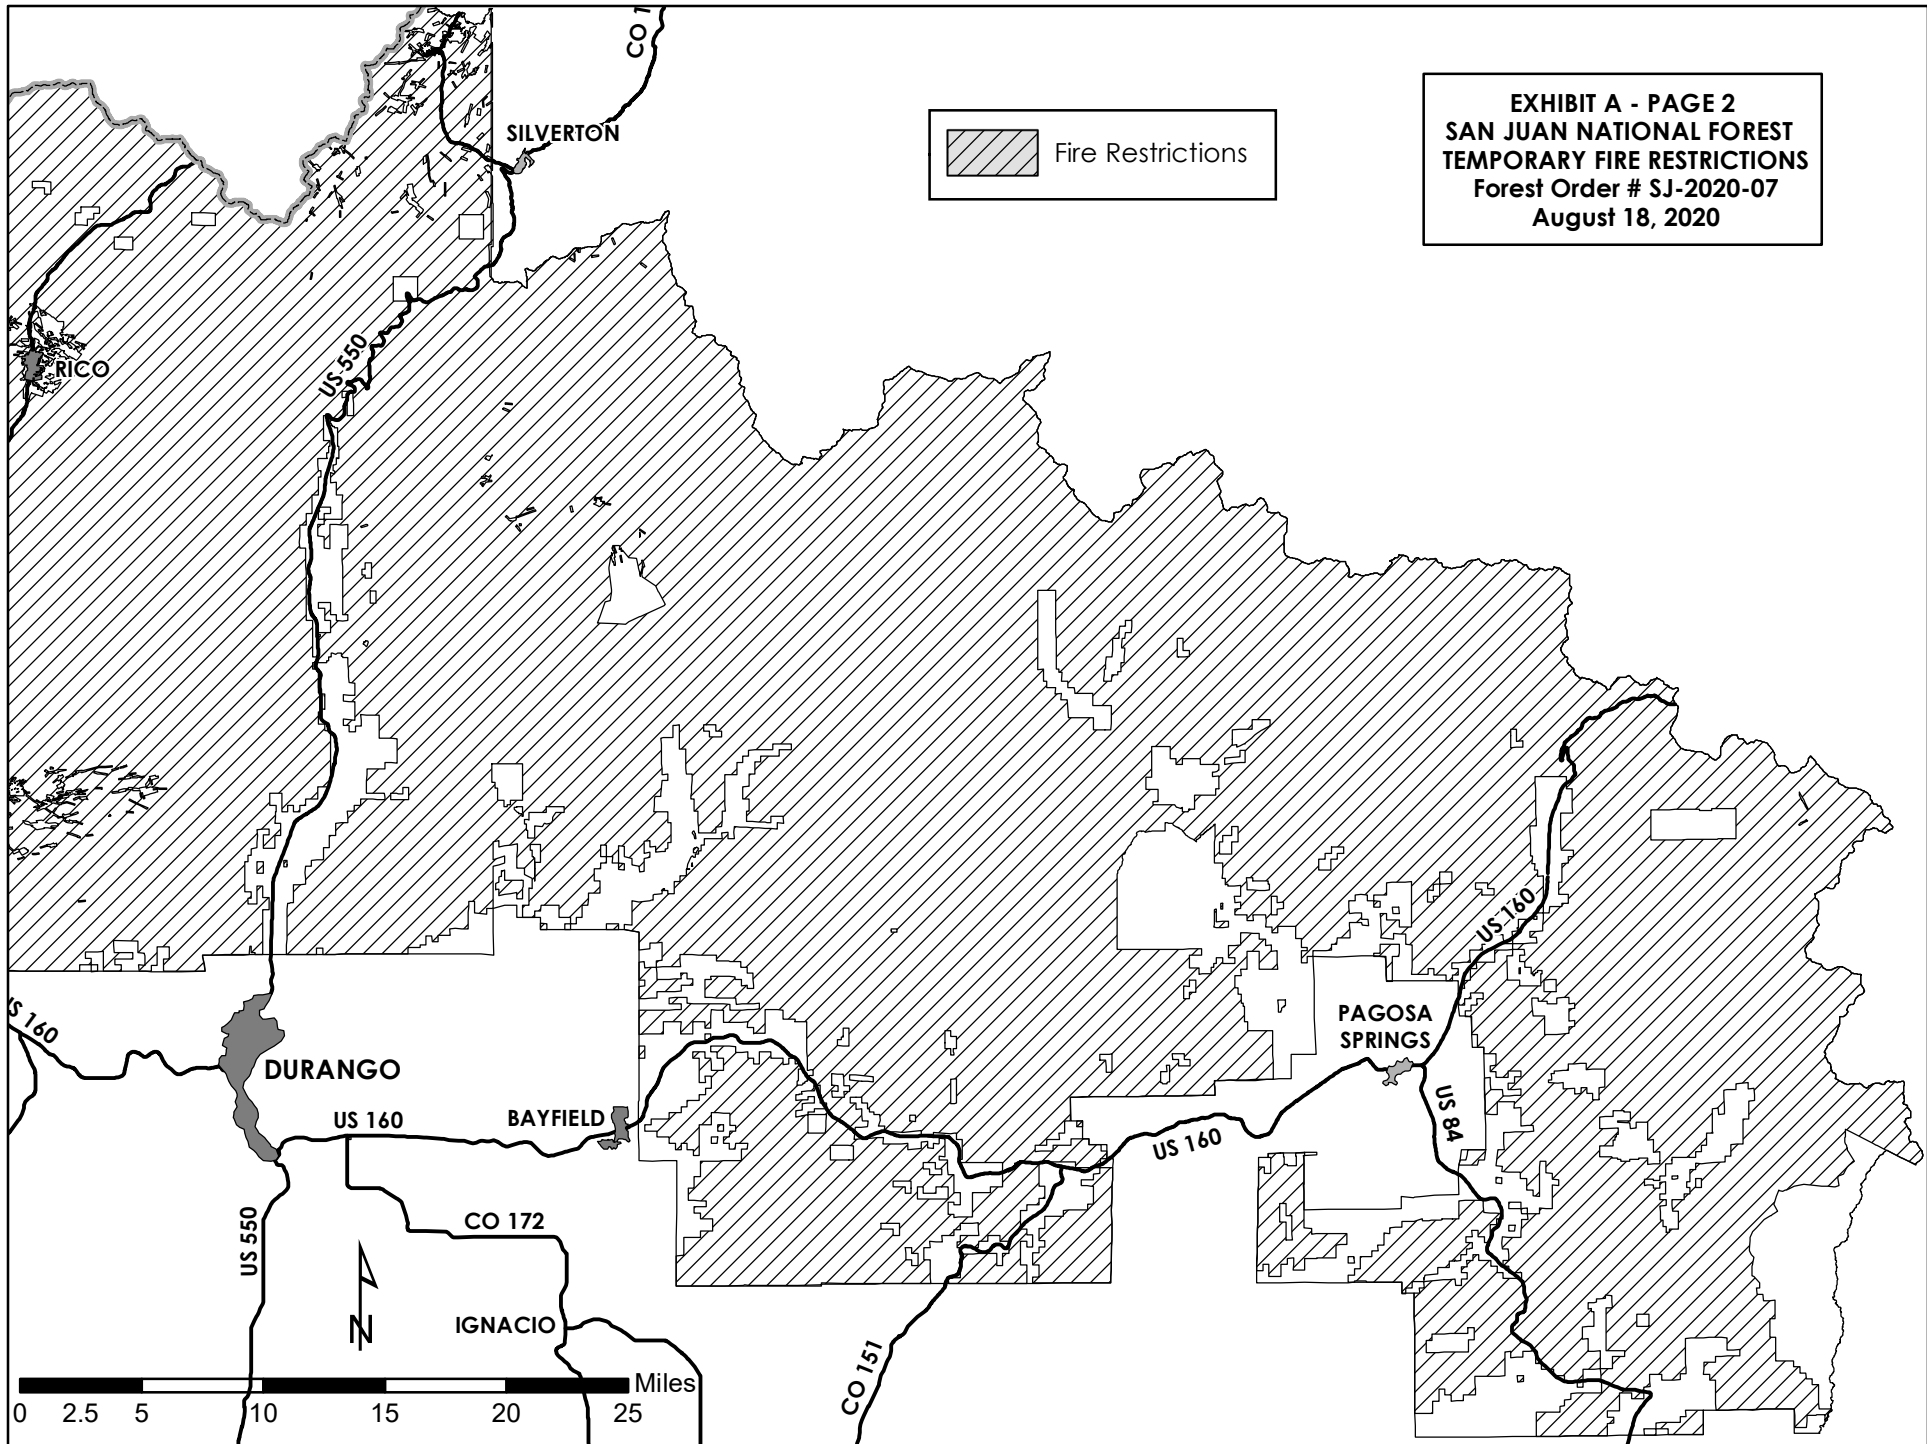 CO 1
EXHIBIT A - PAGE 2
SAN JUAN NATIONAL FOREST
TEMPORARY FIRE RESTRICTIONS
Forest Order # SJ-2020-07
August 18, 2020
SILVERTON
Fire Restrictions
RICO
US 550
US 160
US 160
PAGOSA
SPRINGS
DURANGO
BAYFIELD
US 160
US 84
US 160
US 550
CO 172
IGNACIO
CO 151
N
Miles
0 2.5 5 10 15 20 25